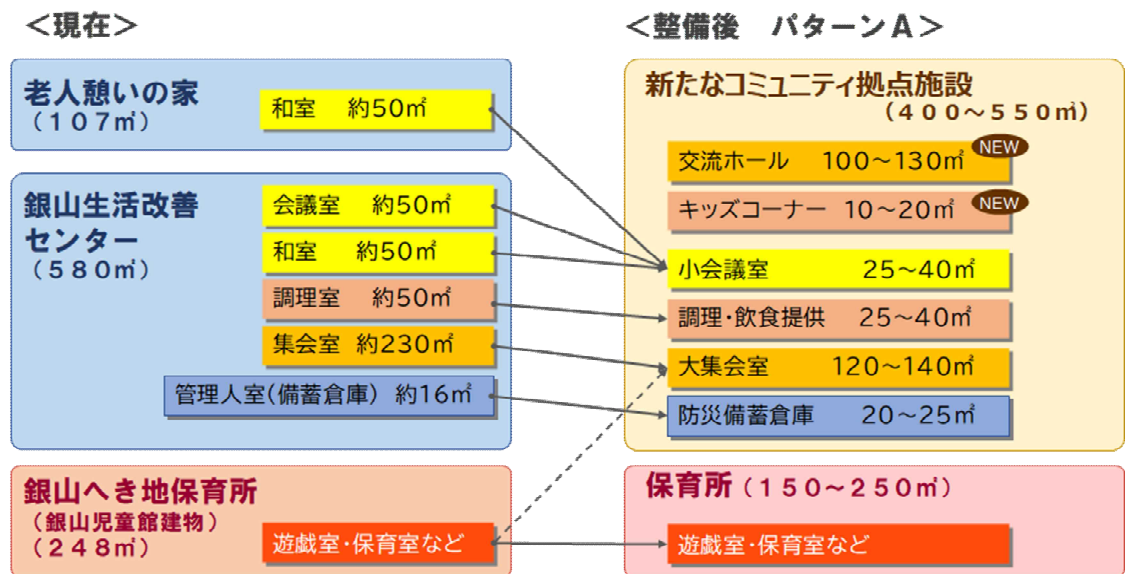 ＜現在＞
老人憩いの家
（１０７㎡）
和室　約50㎡
銀山生活改善
センター
（５８０㎡）
会議室　約50㎡
和室　約50㎡
調理室　約50㎡
集会室　約230㎡
管理人室（備蓄倉庫）　約16㎡
銀山へき地保育所
（銀山児童館建物）
（２４８㎡）
遊戯室・保育室など
＜整備後　パターンＡ＞
新たなコミュニティ拠点施設
（４００～５５０㎡）
交流ホール　100～130㎡
NEW
キッズコーナー　10～20㎡
NEW
小会議室　25～40㎡
調理・飲食提供　25～40㎡
大集会室　120～140㎡
防災備蓄倉庫　20～25㎡
保育所（１５０～２５０㎡）
遊戯室・保育室など